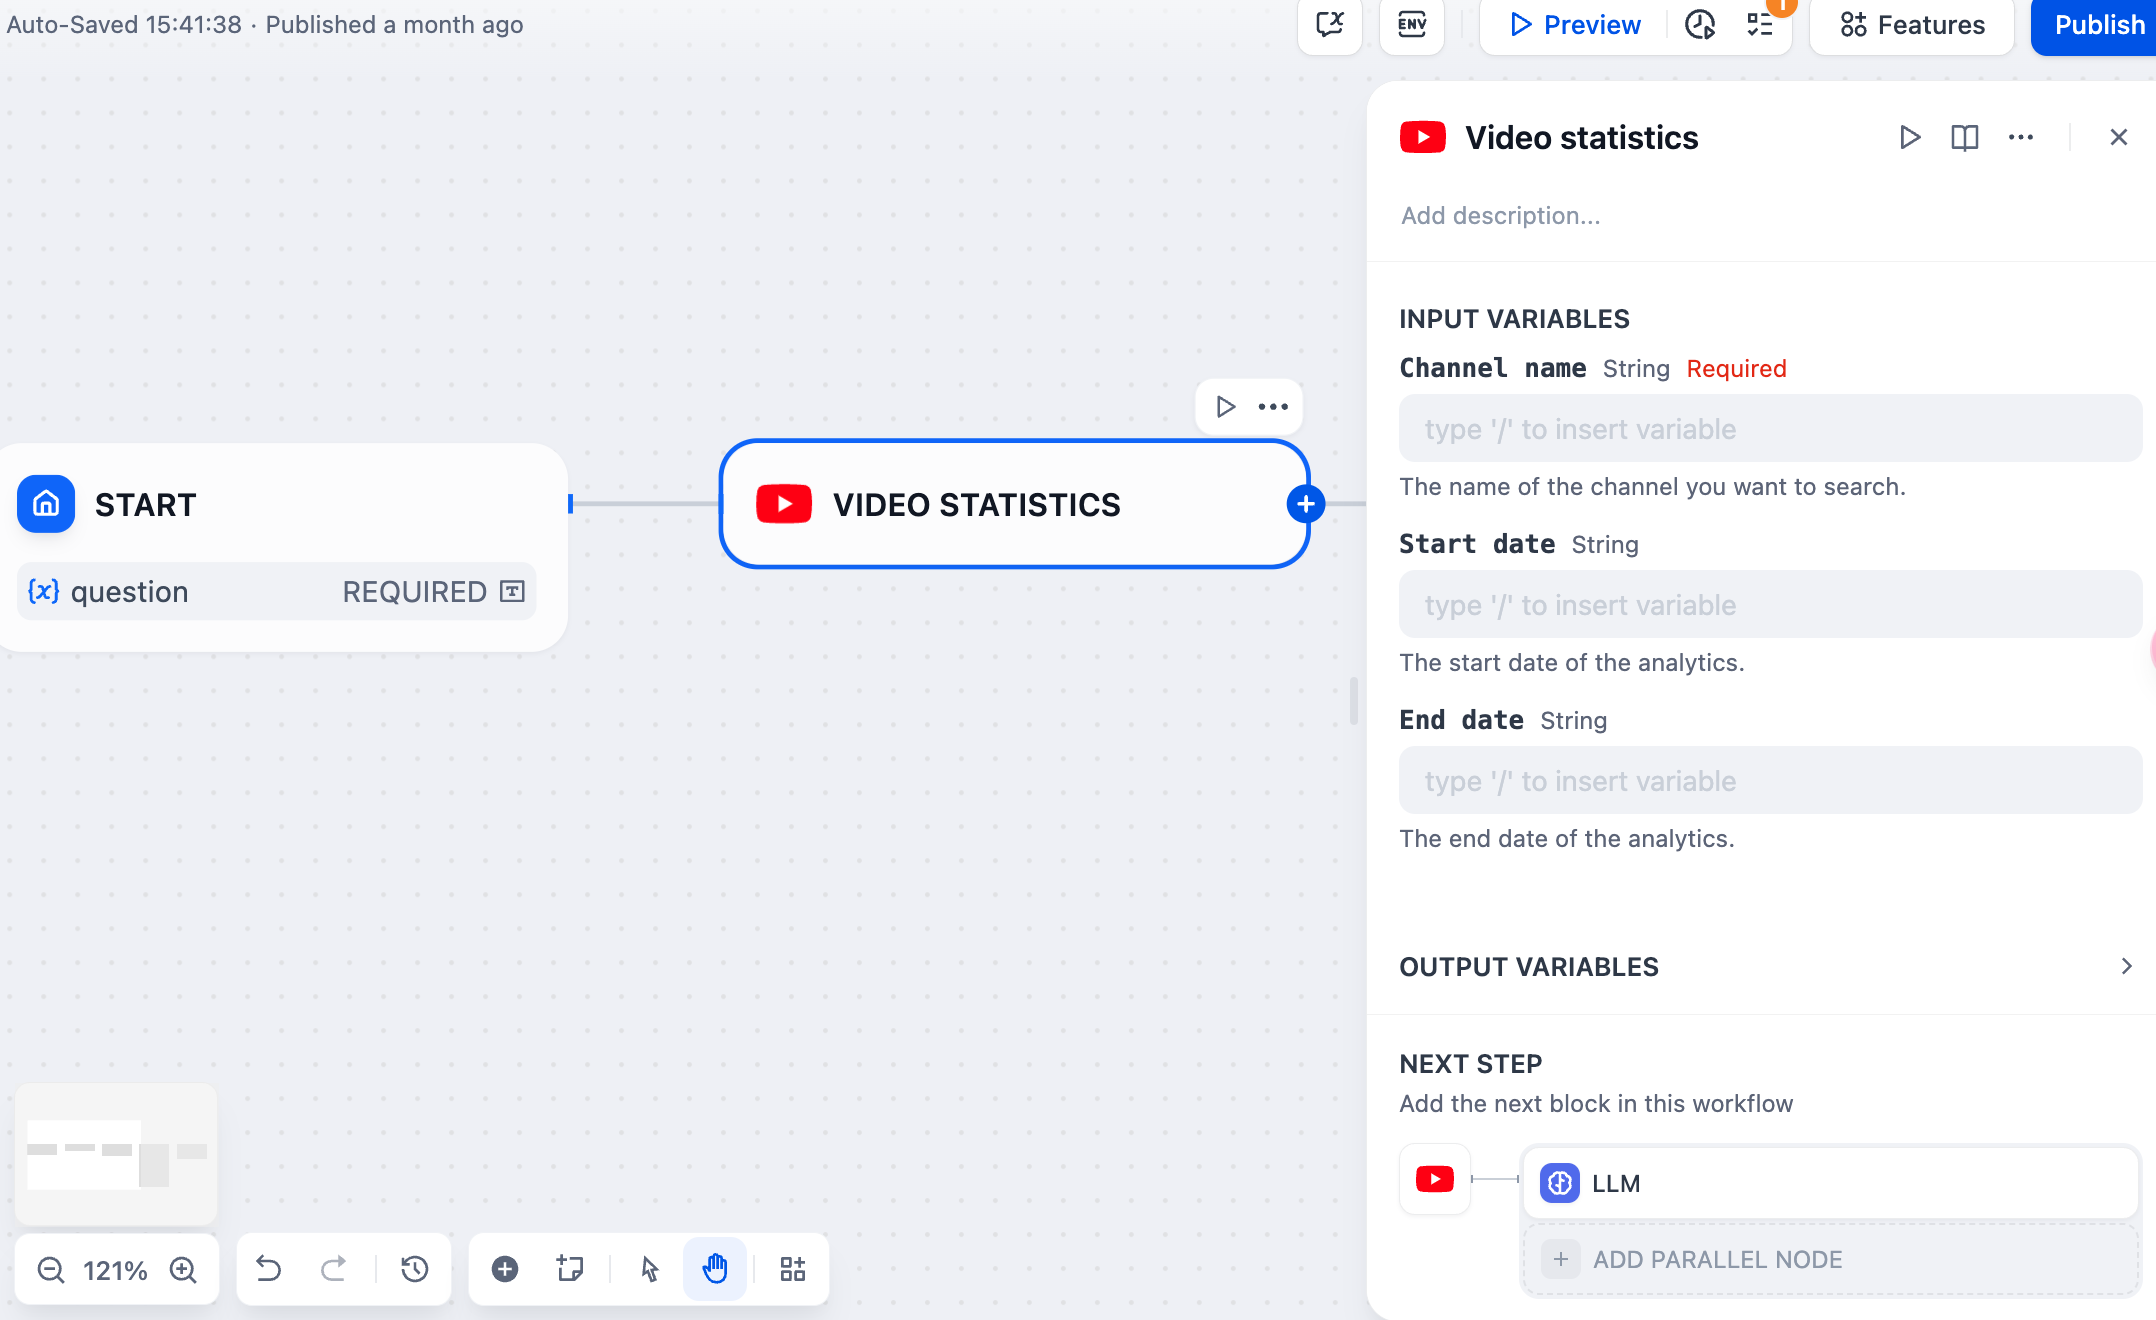 Auto-Saved 15:41:38 · Published a month ago
ENV
Preview
Features
Publish
Video statistics
Add description...
INPUT VARIABLES
Channel name String Required
type '/' to insert variable
The name of the channel you want to search.
Start date String
type '/' to insert variable
The start date of the analytics.
End date String
type '/' to insert variable
The end date of the analytics.
OUTPUT VARIABLES
NEXT STEP
Add the next block in this workflow
LLM
+ ADD PARALLEL NODE
START
{x} question REQUIRED
VIDEO STATISTICS
121%